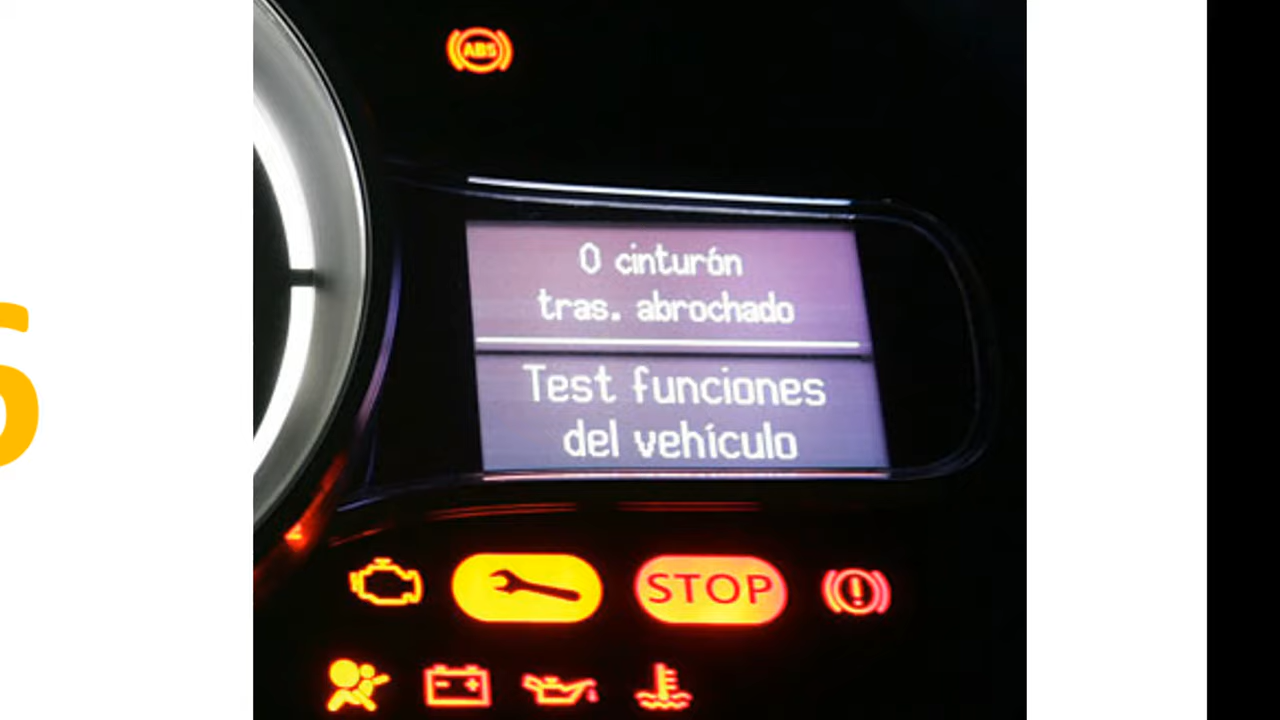 ABS
0 cinturón
tras. abrochado
Test funciones
del vehículo
STOP